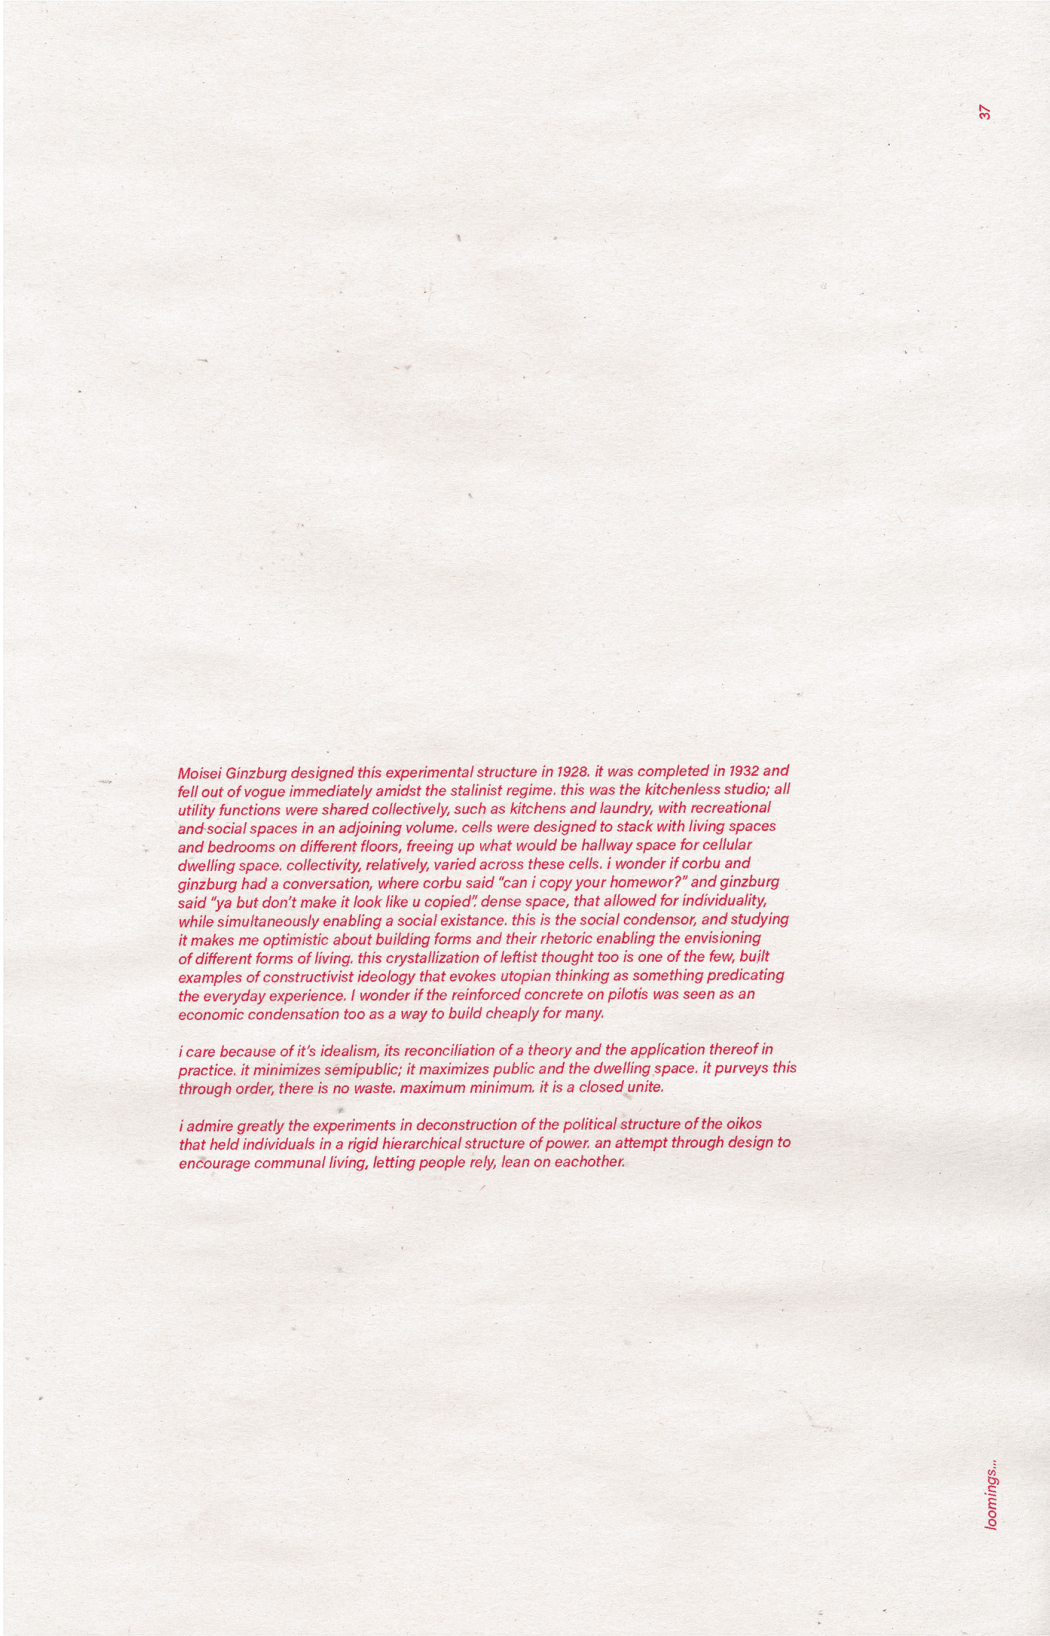 37
Moisei Ginzburg designed this experimental structure in 1928. it was completed in 1932 and
fell out of vogue immediately amidst the stalinist regime. this was the kitchenless studio; all
utility functions were shared collectively, such as kitchens and laundry, with recreational
and social spaces in an adjoining volume. cells were designed to stack with living spaces
and bedrooms on different floors, freeing up what would be hallway space for cellular
dwelling space. collectivity, relatively, varied across these cells. i wonder if corbu and
ginzburg had a conversation, where corbu said “can i copy your homewor?” and ginzburg
said “ya but don’t make it look like u copied”. dense space, that allowed for individuality,
while simultaneously enabling a social existance. this is the social condensor, and studying
it makes me optimistic about building forms and their rhetoric enabling the envisioning
of different forms of living. this crystallization of leftist thought too is one of the few, built
examples of constructivist ideology that evokes utopian thinking as something predicating
the everyday experience. I wonder if the reinforced concrete on pilotis was seen as an
economic condensation too as a way to build cheaply for many.
i care because of it’s idealism, its reconciliation of a theory and the application thereof in
practice. it minimizes semipublic; it maximizes public and the dwelling space. it purveys this
through order, there is no waste. maximum minimum. it is a closed unite.
i admire greatly the experiments in deconstruction of the political structure of the oikos
that held individuals in a rigid hierarchical structure of power. an attempt through design to
encourage communal living, letting people rely, lean on eachother.
loomings...